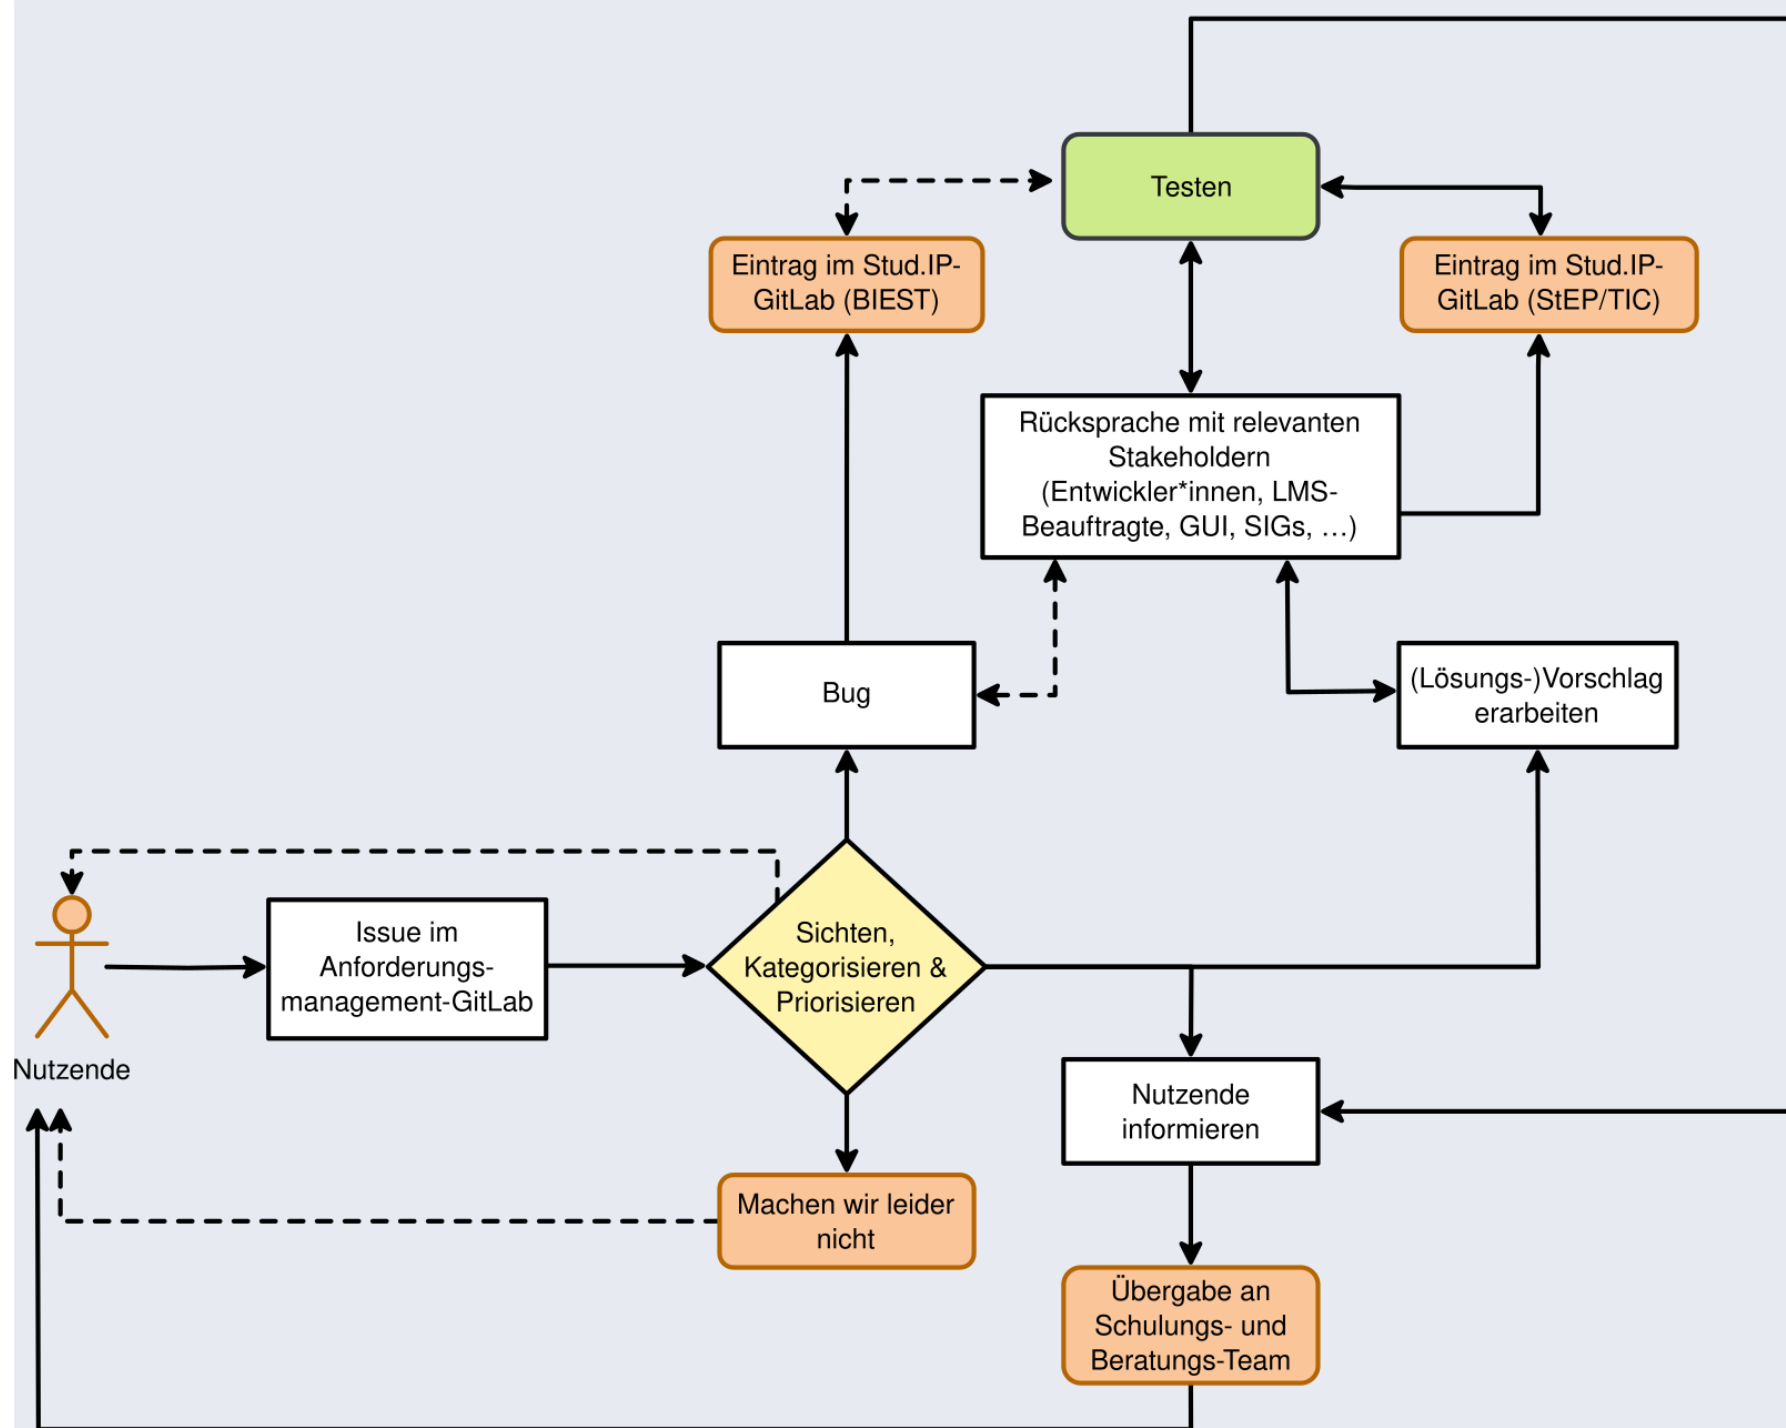 Testen
Eintrag im Stud.IP-
GitLab (BIEST)
Eintrag im Stud.IP-
GitLab (StEP/TIC)
Rücksprache mit relevanten
Stakeholdern
(Entwickler*innen, LMS-
Beauftragte, GUI, SIGs, …)
Bug
(Lösungs-)Vorschlag
erarbeiten
Issue im
Anforderungs-
management-GitLab
Sichten,
Kategorisieren &
Priorisieren
Nutzende
Nutzende
informieren
Machen wir leider
nicht
Übergabe an
Schulungs- und
Beratungs-Team